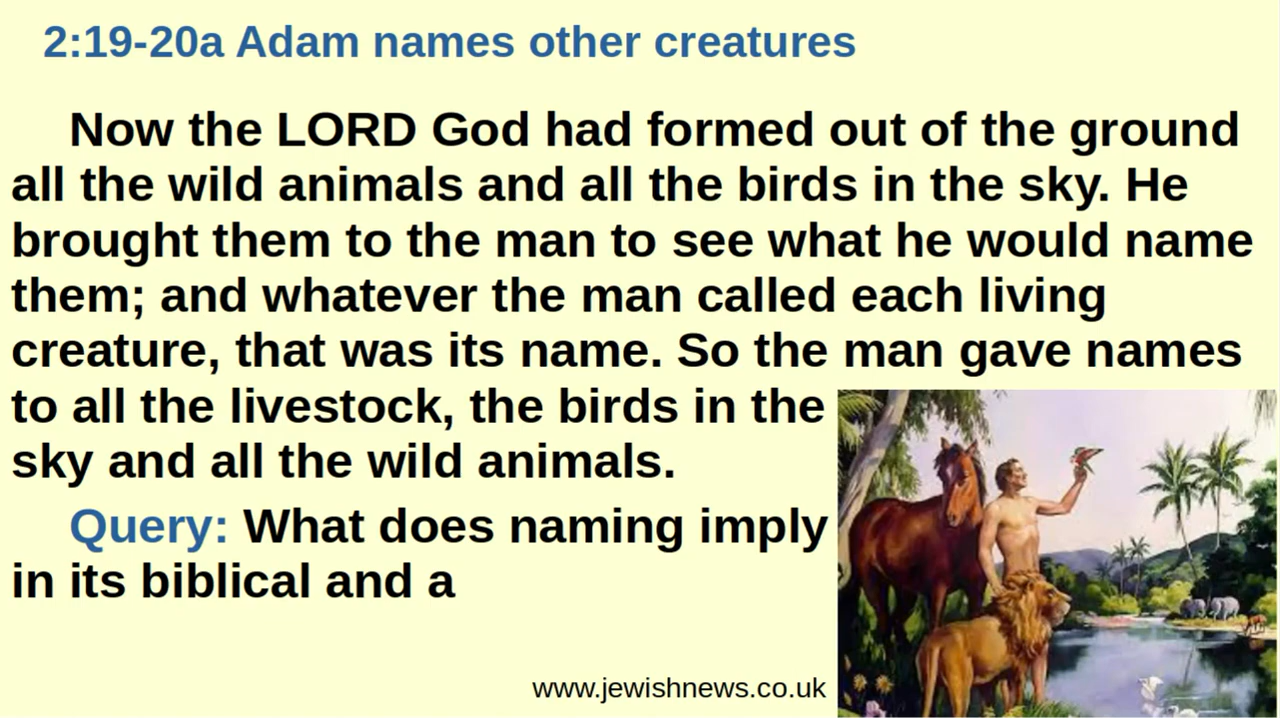 2:19-20a Adam names other creatures
Now the LORD God had formed out of the ground
all the wild animals and all the birds in the sky. He
brought them to the man to see what he would name
them; and whatever the man called each living
creature, that was its name. So the man gave names
to all the livestock, the birds in the
sky and all the wild animals.
Query: What does naming imply
in its biblical and a
www.jewishnews.co.uk